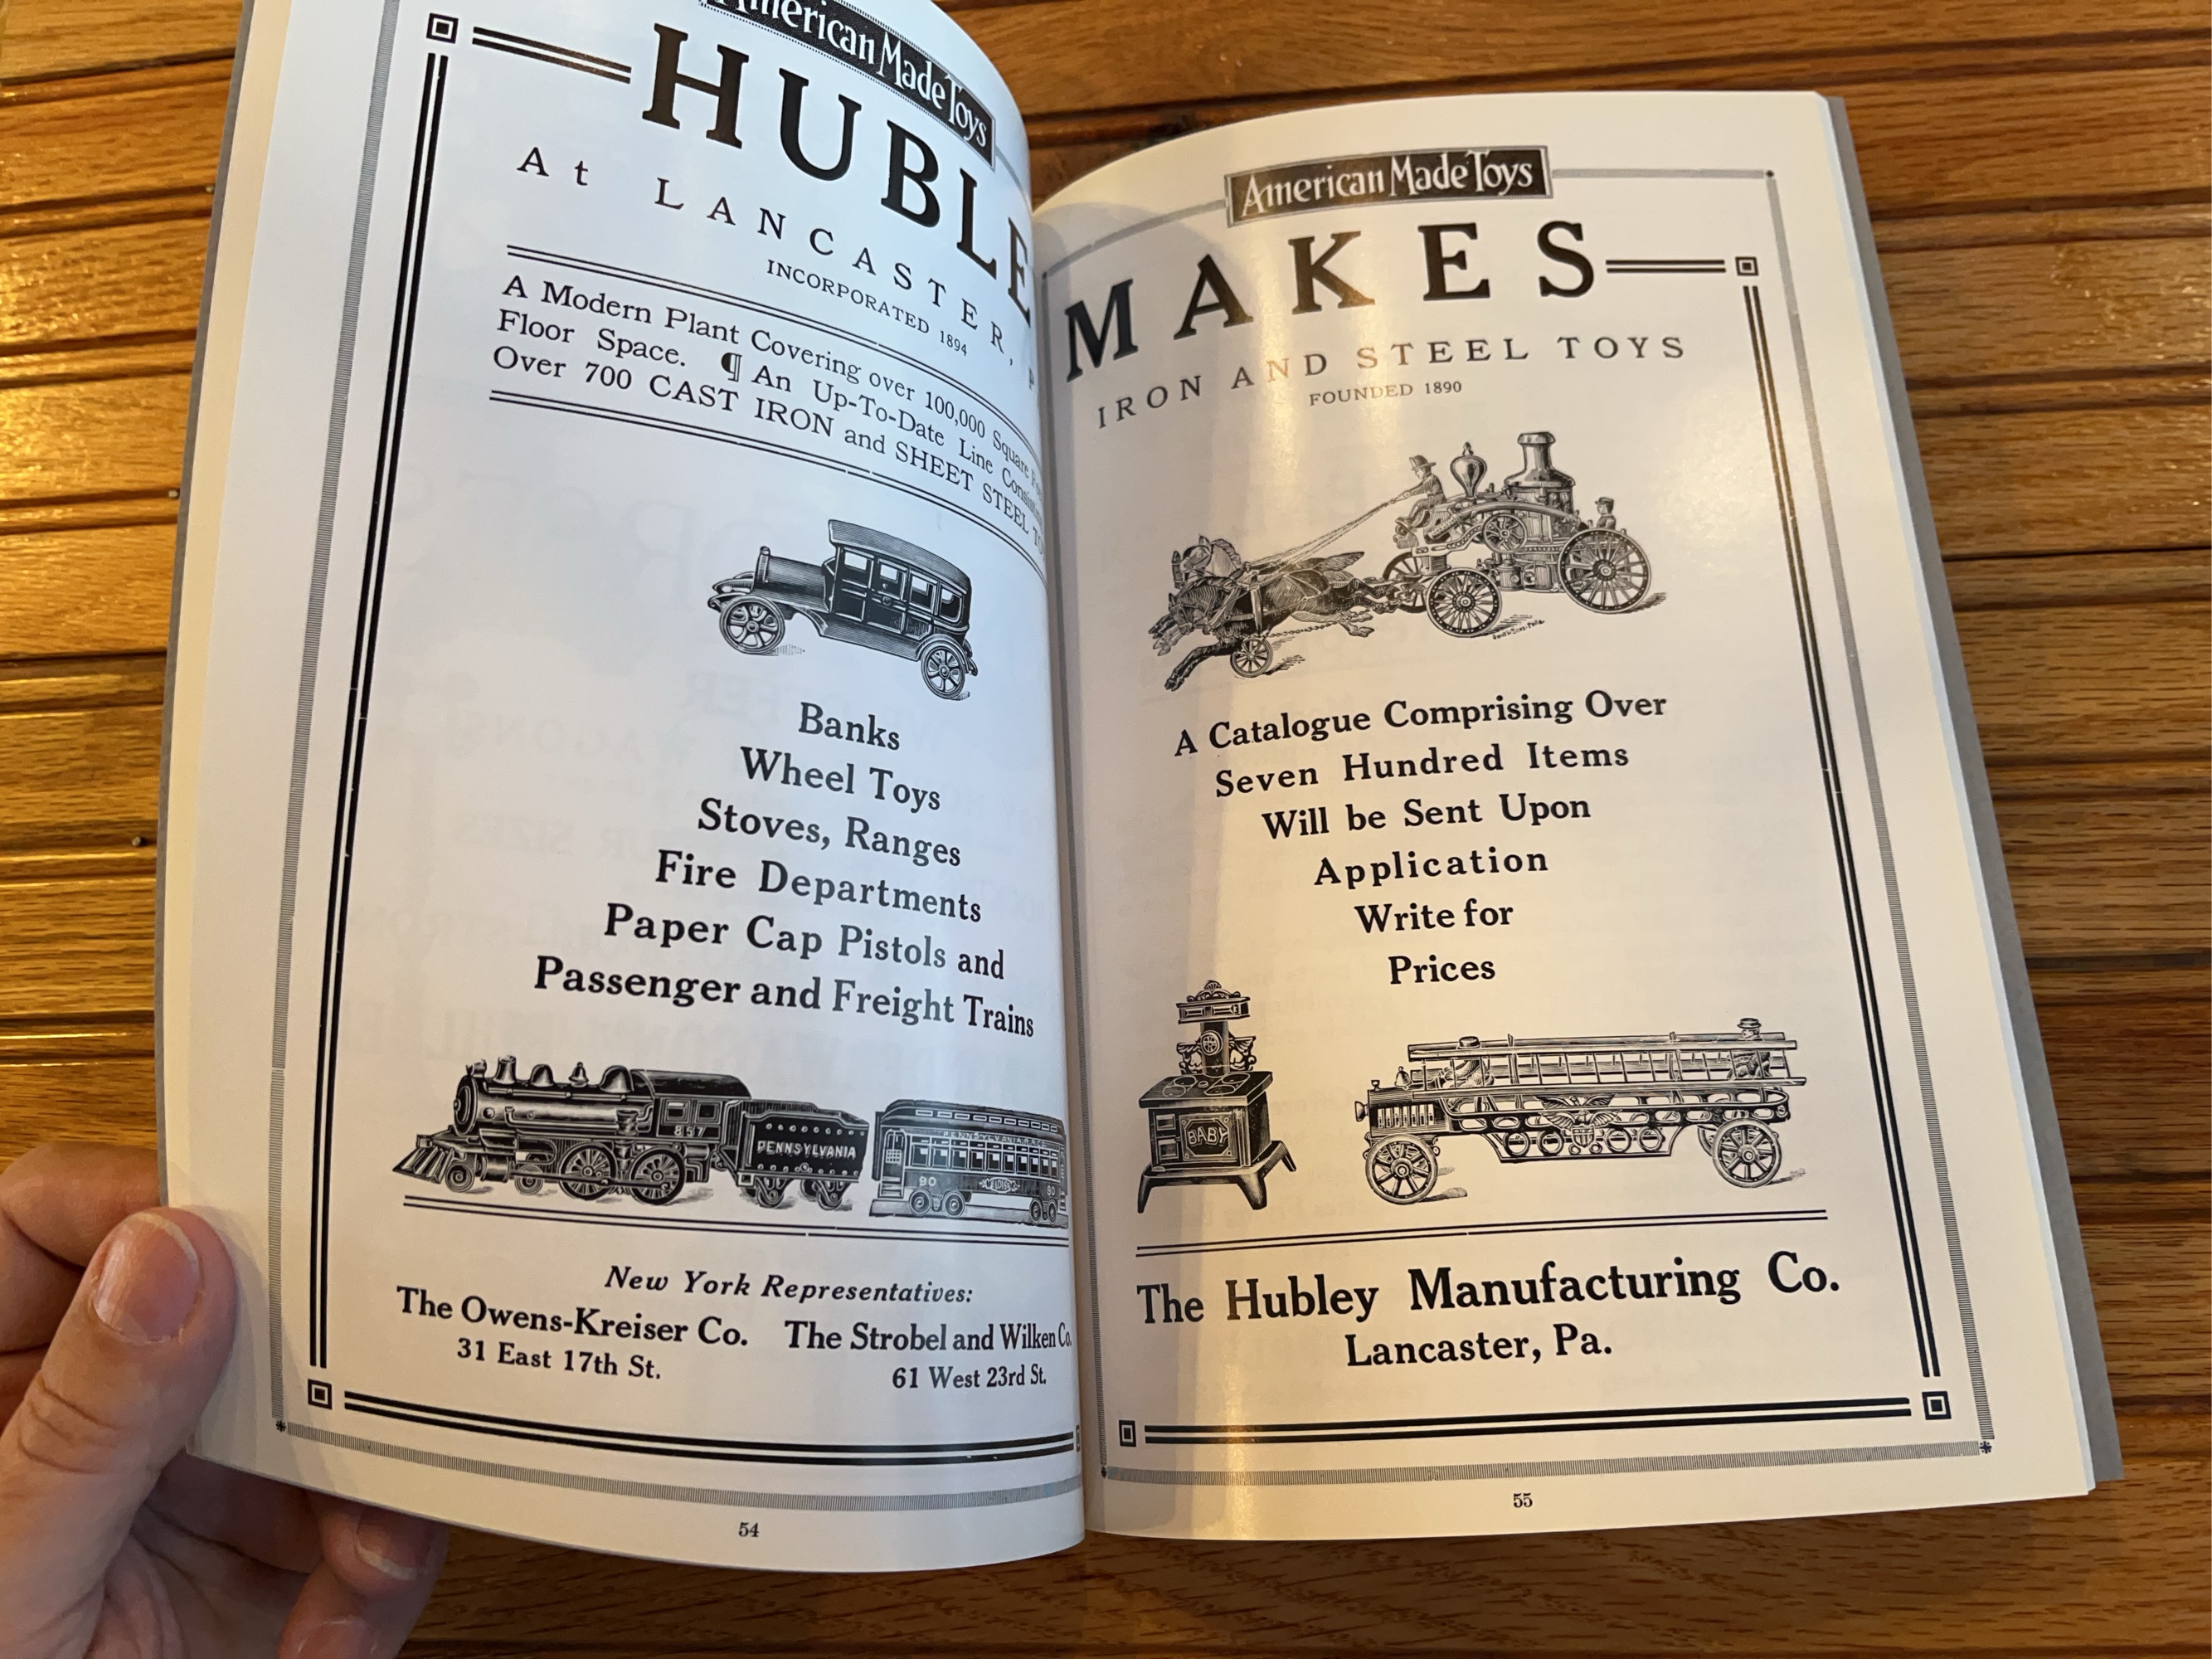 American Made Toys
HUBLE
At LANCASTER,
INCORPORATED 1894
A Modern Plant Covering over 100,000 Square
Floor Space. ¶ An Up-To-Date Line
Over 700 CAST IRON and SHEET STEEL
Banks
Wheel Toys
Stoves, Ranges
Fire Departments
Paper Cap Pistols and
Passenger and Freight Trains
857
PENNSYLVANIA
PENNSYLVANIA R.R.CO.
90
90
New York Representatives:
The Owens-Kreiser Co. The Strobel and Wilken Co.
31 East 17th St. 61 West 23rd St.
54
American Made Toys
MAKES
IRON AND STEEL TOYS
FOUNDED 1890
A Catalogue Comprising Over
Seven Hundred Items
Will be Sent Upon
Application
Write for
Prices
BABY
The Hubley Manufacturing Co.
Lancaster, Pa.
55